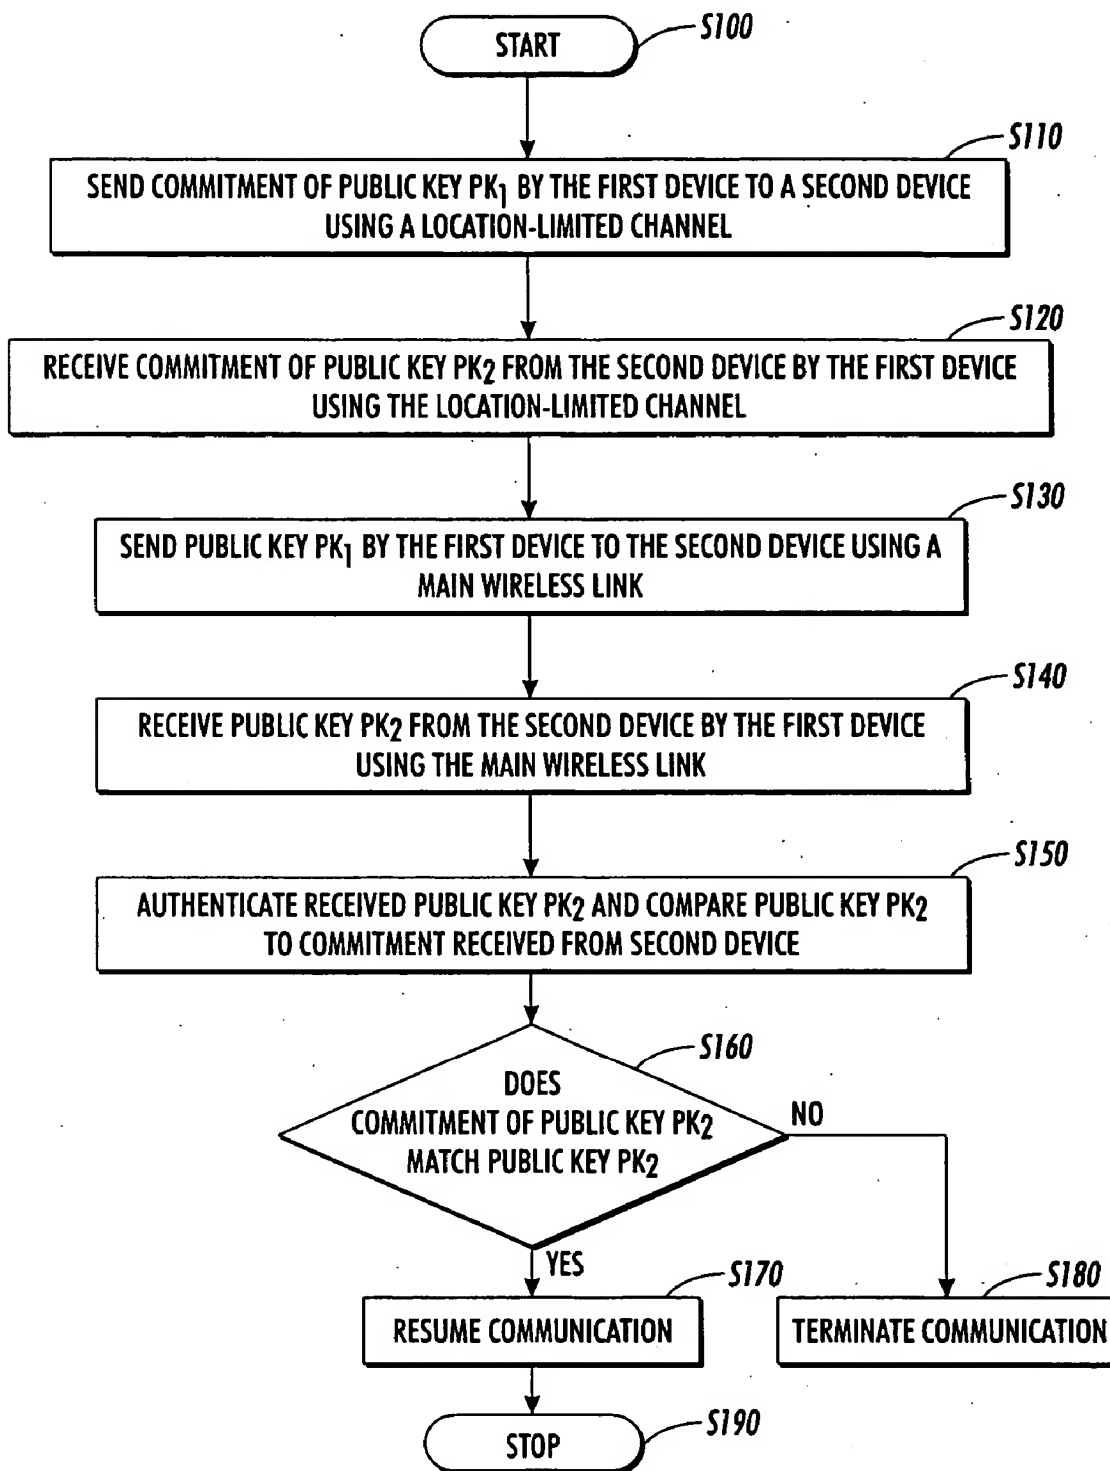 START
S100
S110
SEND COMMITMENT OF PUBLIC KEY PK1 BY THE FIRST DEVICE TO A SECOND DEVICE
USING A LOCATION-LIMITED CHANNEL
S120
RECEIVE COMMITMENT OF PUBLIC KEY PK2 FROM THE SECOND DEVICE BY THE FIRST DEVICE
USING THE LOCATION-LIMITED CHANNEL
S130
SEND PUBLIC KEY PK1 BY THE FIRST DEVICE TO THE SECOND DEVICE USING A
MAIN WIRELESS LINK
S140
RECEIVE PUBLIC KEY PK2 FROM THE SECOND DEVICE BY THE FIRST DEVICE
USING THE MAIN WIRELESS LINK
S150
AUTHENTICATE RECEIVED PUBLIC KEY PK2 AND COMPARE PUBLIC KEY PK2
TO COMMITMENT RECEIVED FROM SECOND DEVICE
S160
DOES
COMMITMENT OF PUBLIC KEY PK2
MATCH PUBLIC KEY PK2
NO
YES
S170
RESUME COMMUNICATION
S180
TERMINATE COMMUNICATION
S190
STOP